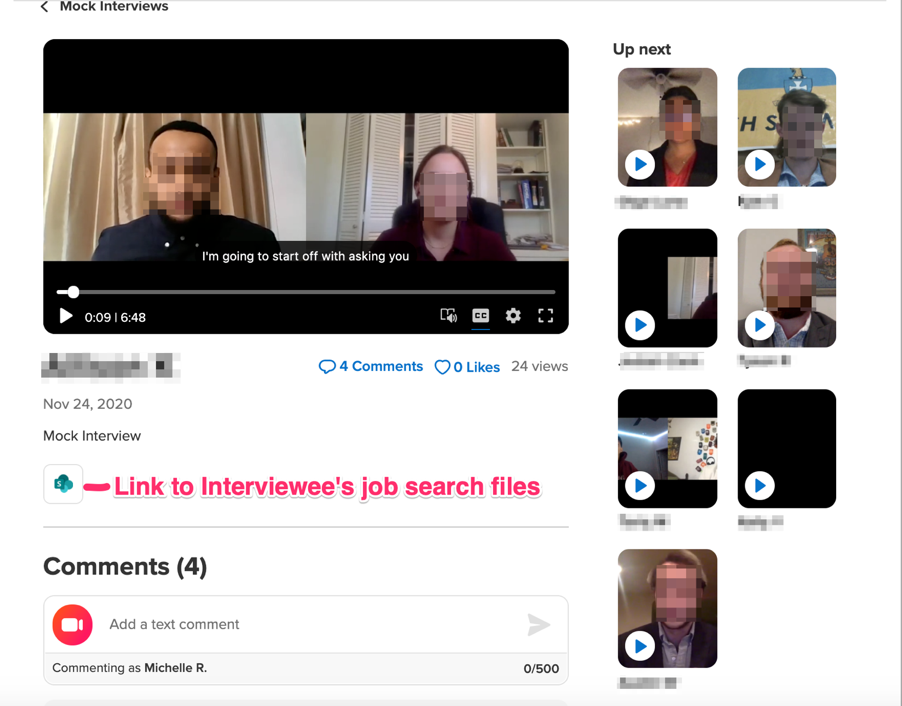 Mock Interviews
Up next
H S
I'm going to start off with asking you
0:09 | 6:48
CC
4 Comments
0 Likes
24 views
Nov 24, 2020
Mock Interview
S
Link to Interviewee's job search files
Comments (4)
Add a text comment
Commenting as Michelle R.
0/500